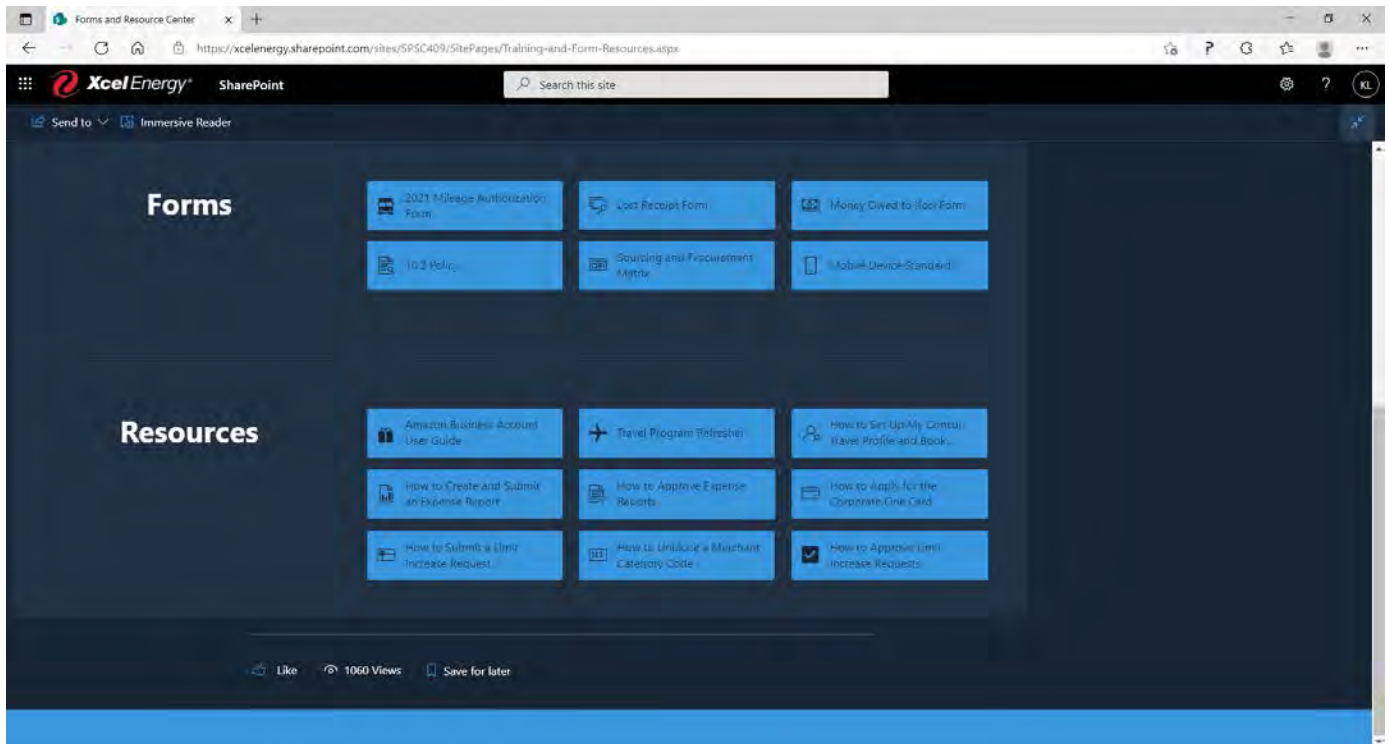 Forms and Resource Center
https://xcelenergy.sharepoint.com/sites/SPSC409/SitePages/Training-and-Form-Resources.aspx
Xcel Energy SharePoint
Search this site
KL
Send to
Immersive Reader
Forms
2021 Mileage Authorization
Form
Lost Receipt Form
Money Owed to Xcel Form
10.2 Policy
Sourcing and Procurement
Matrix
Mobile Device Standard
Resources
Amazon Business Account
User Guide
Travel Program Refresher
How to Set Up My Concur
Travel Profile and Book...
How to Create and Submit
an Expense Report
How to Approve Expense
Reports
How to Apply for the
Corporate One Card
How to Submit a Limit
Increase Request
How to Unblock a Merchant
Category Code
How to Approve Limit
Increase Requests
Like
1060 Views
Save for later